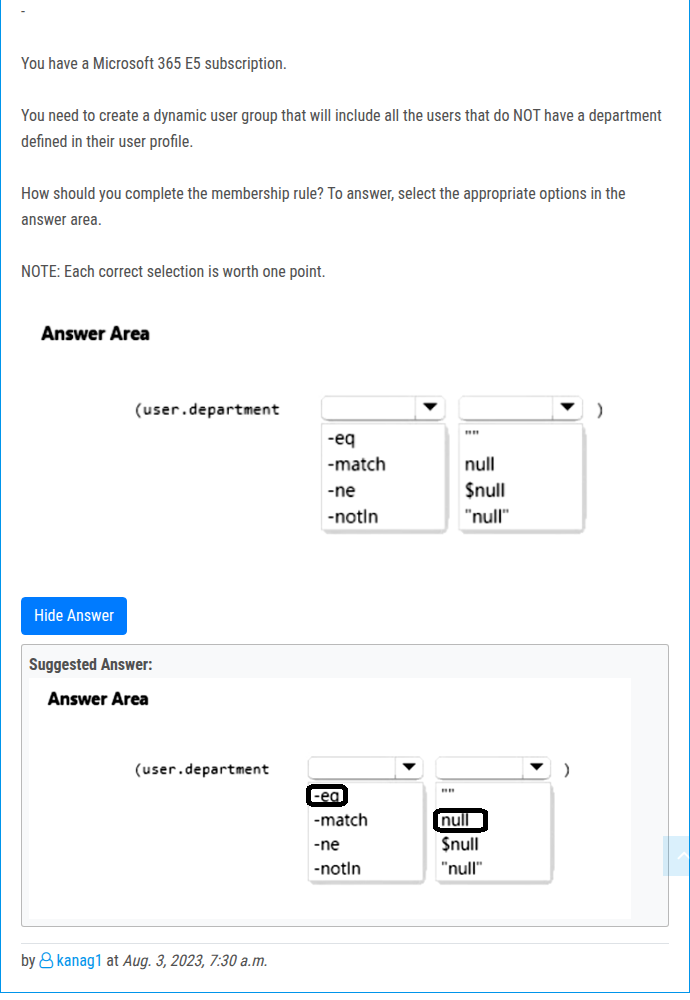 -
You have a Microsoft 365 E5 subscription.
You need to create a dynamic user group that will include all the users that do NOT have a department
defined in their user profile.
How should you complete the membership rule? To answer, select the appropriate options in the
answer area.
NOTE: Each correct selection is worth one point.
Answer Area
(user.department )
-eq ""
-match null
-ne $null
-notIn "null"
Hide Answer
Suggested Answer:
Answer Area
(user.department )
-eq ""
-match null
-ne $null
-notIn "null"
by kanag1 at Aug. 3, 2023, 7:30 a.m.